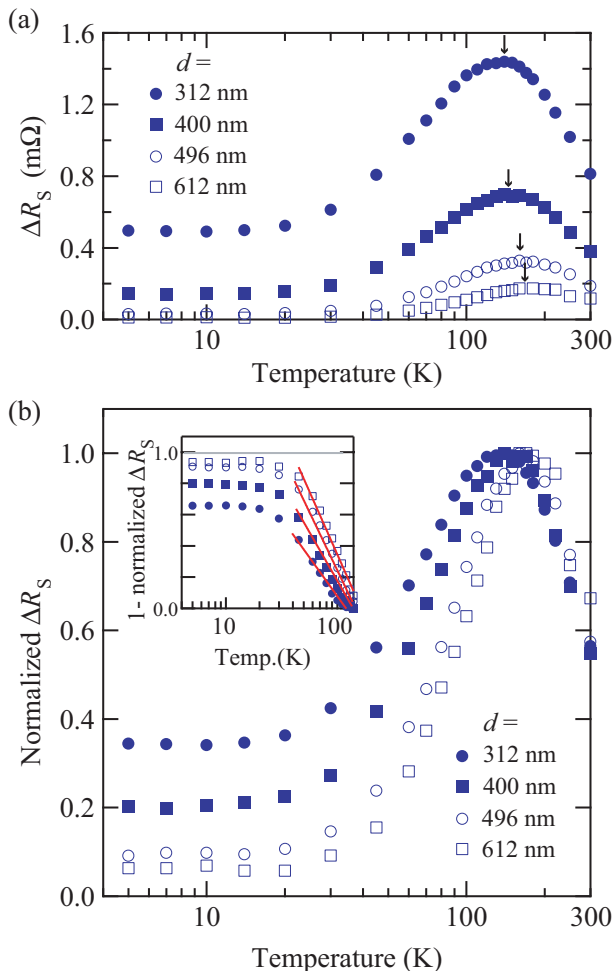 (a)
1.6
1.2
0.8
0.4
0.0
ΔR_S (mΩ)
d =
312 nm
400 nm
496 nm
612 nm
10
100
300
Temperature (K)
(b)
1.0
0.8
0.6
0.4
0.2
0.0
Normalized ΔR_S
1.0
0.0
1- normalized ΔR_S
10
100
Temp.(K)
d =
312 nm
400 nm
496 nm
612 nm
10
100
300
Temperature (K)